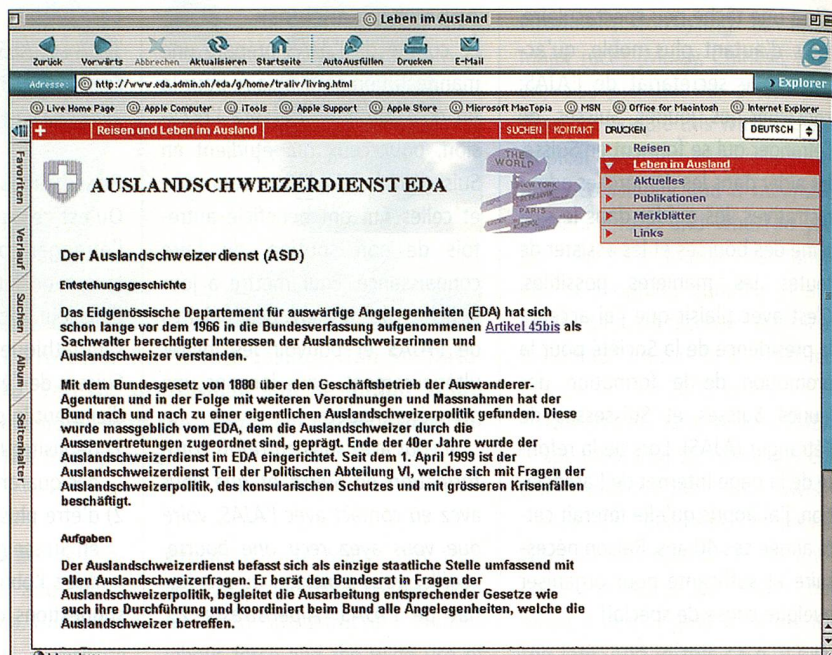 Leben im Ausland
Zurück Vorwärts Abbrechen Aktualisieren Startseite AutoAusfüllen Drucken E-Mail
Adresse: http://www.eda.admin.ch/eda/g/home/traliv/living.html Explorer
Live Home Page Apple Computer iTools Apple Support Apple Store Microsoft MacTopia MSN Office for Macintosh Internet Explorer
Reisen und Leben im Ausland SUCHEN KONTAKT DRUCKEN DEUTSCH
Reisen
Leben im Ausland
Aktuelles
Publikationen
Merkblätter
Links
THE WORLD
NEW YORK
REYKJAVIK
PARIS
AUSLANDSCHWEIZERDIENST EDA
Favoriten
Verlauf
Suchen
Album
Seitenhalter
Der Auslandschweizerdienst (ASD)
Entstehungsgeschichte
Das Eidgenössische Departement für auswärtige Angelegenheiten (EDA) hat sich
schon lange vor dem 1966 in die Bundesverfassung aufgenommenen Artikel 45bis als
Sachwalter berechtigter Interessen der Auslandschweizerinnen und
Auslandschweizer verstanden.
Mit dem Bundesgesetz von 1880 über den Geschäftsbetrieb der Auswanderer-
Agenturen und in der Folge mit weiteren Verordnungen und Massnahmen hat der
Bund nach und nach zu einer eigentlichen Auslandschweizerpolitik gefunden. Diese
wurde massgeblich vom EDA, dem die Auslandschweizer durch die
Aussenvertretungen zugeordnet sind, geprägt. Ende der 40er Jahre wurde der
Auslandschweizerdienst im EDA eingerichtet. Seit dem 1. April 1999 ist der
Auslandschweizerdienst Teil der Politischen Abteilung VI, welche sich mit Fragen der
Auslandschweizerpolitik, des konsularischen Schutzes und mit grösseren Krisenfällen
beschäftigt.
Aufgaben
Der Auslandschweizerdienst befasst sich als einzige staatliche Stelle umfassend mit
allen Auslandschweizerfragen. Er berät den Bundesrat in Fragen der
Auslandschweizerpolitik, begleitet die Ausarbeitung entsprechender Gesetze wie
auch ihre Durchführung und koordiniert beim Bund alle Angelegenheiten, welche die
Auslandschweizer betreffen.